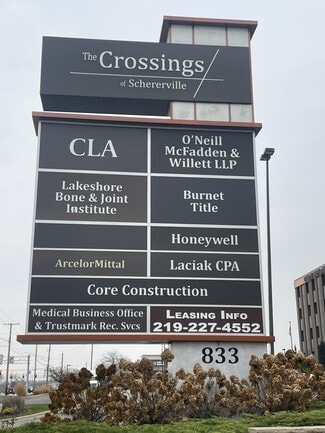 The Crossings
of Schererville
CLA
O'Neill
McFadden &
Willett LLP
Lakeshore
Bone & Joint
Institute
Burnet
Title
Honeywell
ArcelorMittal
Laciak CPA
Core Construction
Medical Business Office
& Trustmark Rec. Svcs
Leasing Info
219-227-4552
833